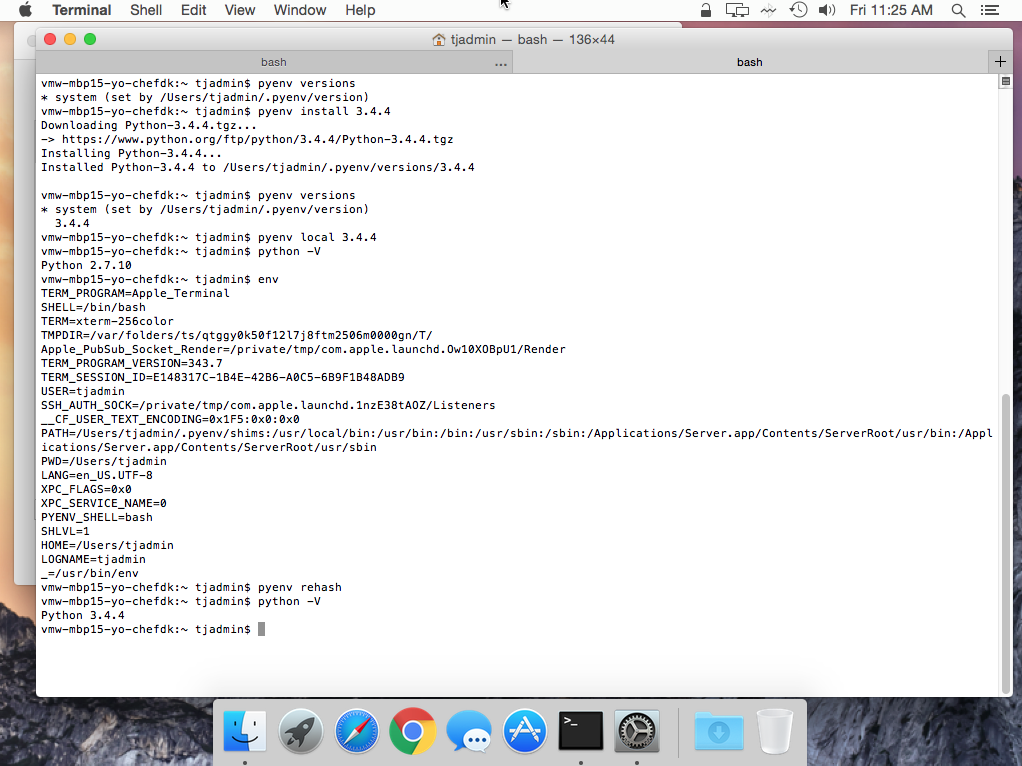 Terminal Shell Edit View Window Help Fri 11:25 AM
tjadmin — bash — 136×44
bash ... bash +
vmw-mbp15-yo-chefdk:~ tjadmin$ pyenv versions
* system (set by /Users/tjadmin/.pyenv/version)
vmw-mbp15-yo-chefdk:~ tjadmin$ pyenv install 3.4.4
Downloading Python-3.4.4.tgz...
-> https://www.python.org/ftp/python/3.4.4/Python-3.4.4.tgz
Installing Python-3.4.4...
Installed Python-3.4.4 to /Users/tjadmin/.pyenv/versions/3.4.4
vmw-mbp15-yo-chefdk:~ tjadmin$ pyenv versions
* system (set by /Users/tjadmin/.pyenv/version)
  3.4.4
vmw-mbp15-yo-chefdk:~ tjadmin$ pyenv local 3.4.4
vmw-mbp15-yo-chefdk:~ tjadmin$ python -V
Python 2.7.10
vmw-mbp15-yo-chefdk:~ tjadmin$ env
TERM_PROGRAM=Apple_Terminal
SHELL=/bin/bash
TERM=xterm-256color
TMPDIR=/var/folders/ts/qtggy0k50f12l7j8ftm2506m0000gn/T/
Apple_PubSub_Socket_Render=/private/tmp/com.apple.launchd.Ow10XOBpU1/Render
TERM_PROGRAM_VERSION=343.7
TERM_SESSION_ID=E148317C-1B4E-42B6-A0C5-6B9F1B48ADB9
USER=tjadmin
SSH_AUTH_SOCK=/private/tmp/com.apple.launchd.1nzE38tAOZ/Listeners
__CF_USER_TEXT_ENCODING=0x1F5:0x0:0x0
PATH=/Users/tjadmin/.pyenv/shims:/usr/local/bin:/usr/bin:/bin:/usr/sbin:/sbin:/Applications/Server.app/Contents/ServerRoot/usr/bin:/Appl
ications/Server.app/Contents/ServerRoot/usr/sbin
PWD=/Users/tjadmin
LANG=en_US.UTF-8
XPC_FLAGS=0x0
XPC_SERVICE_NAME=0
PYENV_SHELL=bash
SHLVL=1
HOME=/Users/tjadmin
LOGNAME=tjadmin
_=/usr/bin/env
vmw-mbp15-yo-chefdk:~ tjadmin$ pyenv rehash
vmw-mbp15-yo-chefdk:~ tjadmin$ python -V
Python 3.4.4
vmw-mbp15-yo-chefdk:~ tjadmin$
>_